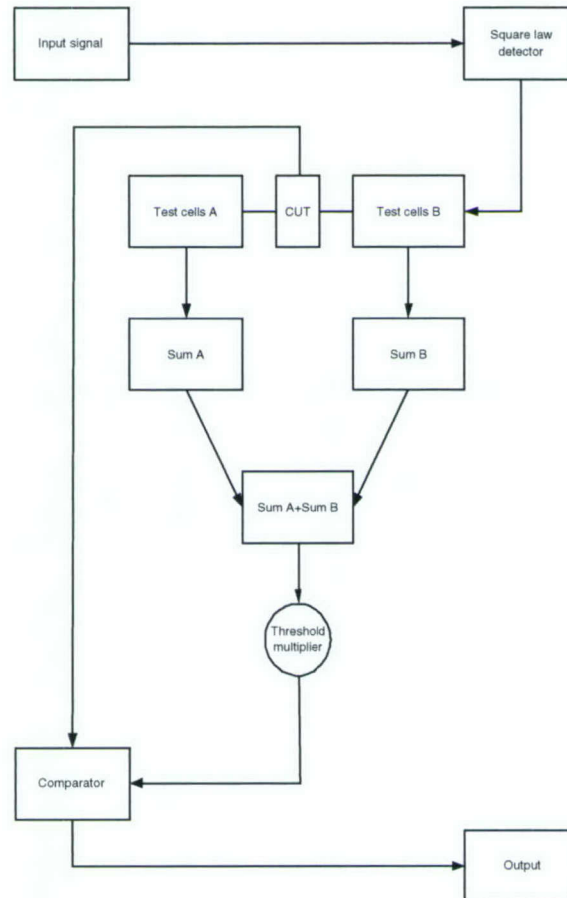 Input signal
Square law
detector
Test cells A
CUT
Test cells B
Sum A
Sum B
Sum A+Sum B
Threshold
multiplier
Comparator
Output